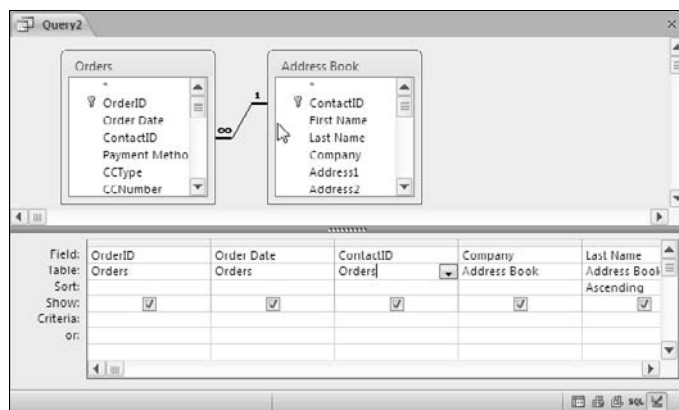 Query2
Orders
*
OrderID
Order Date
ContactID
Payment Metho
CCType
CCNumber
∞
1
Address Book
*
ContactID
First Name
Last Name
Company
Address1
Address2
Field: OrderID Order Date ContactID Company Last Name
Table: Orders Orders Orders Address Book Address Book
Sort: Ascending
Show:
Criteria:
or:
SQL